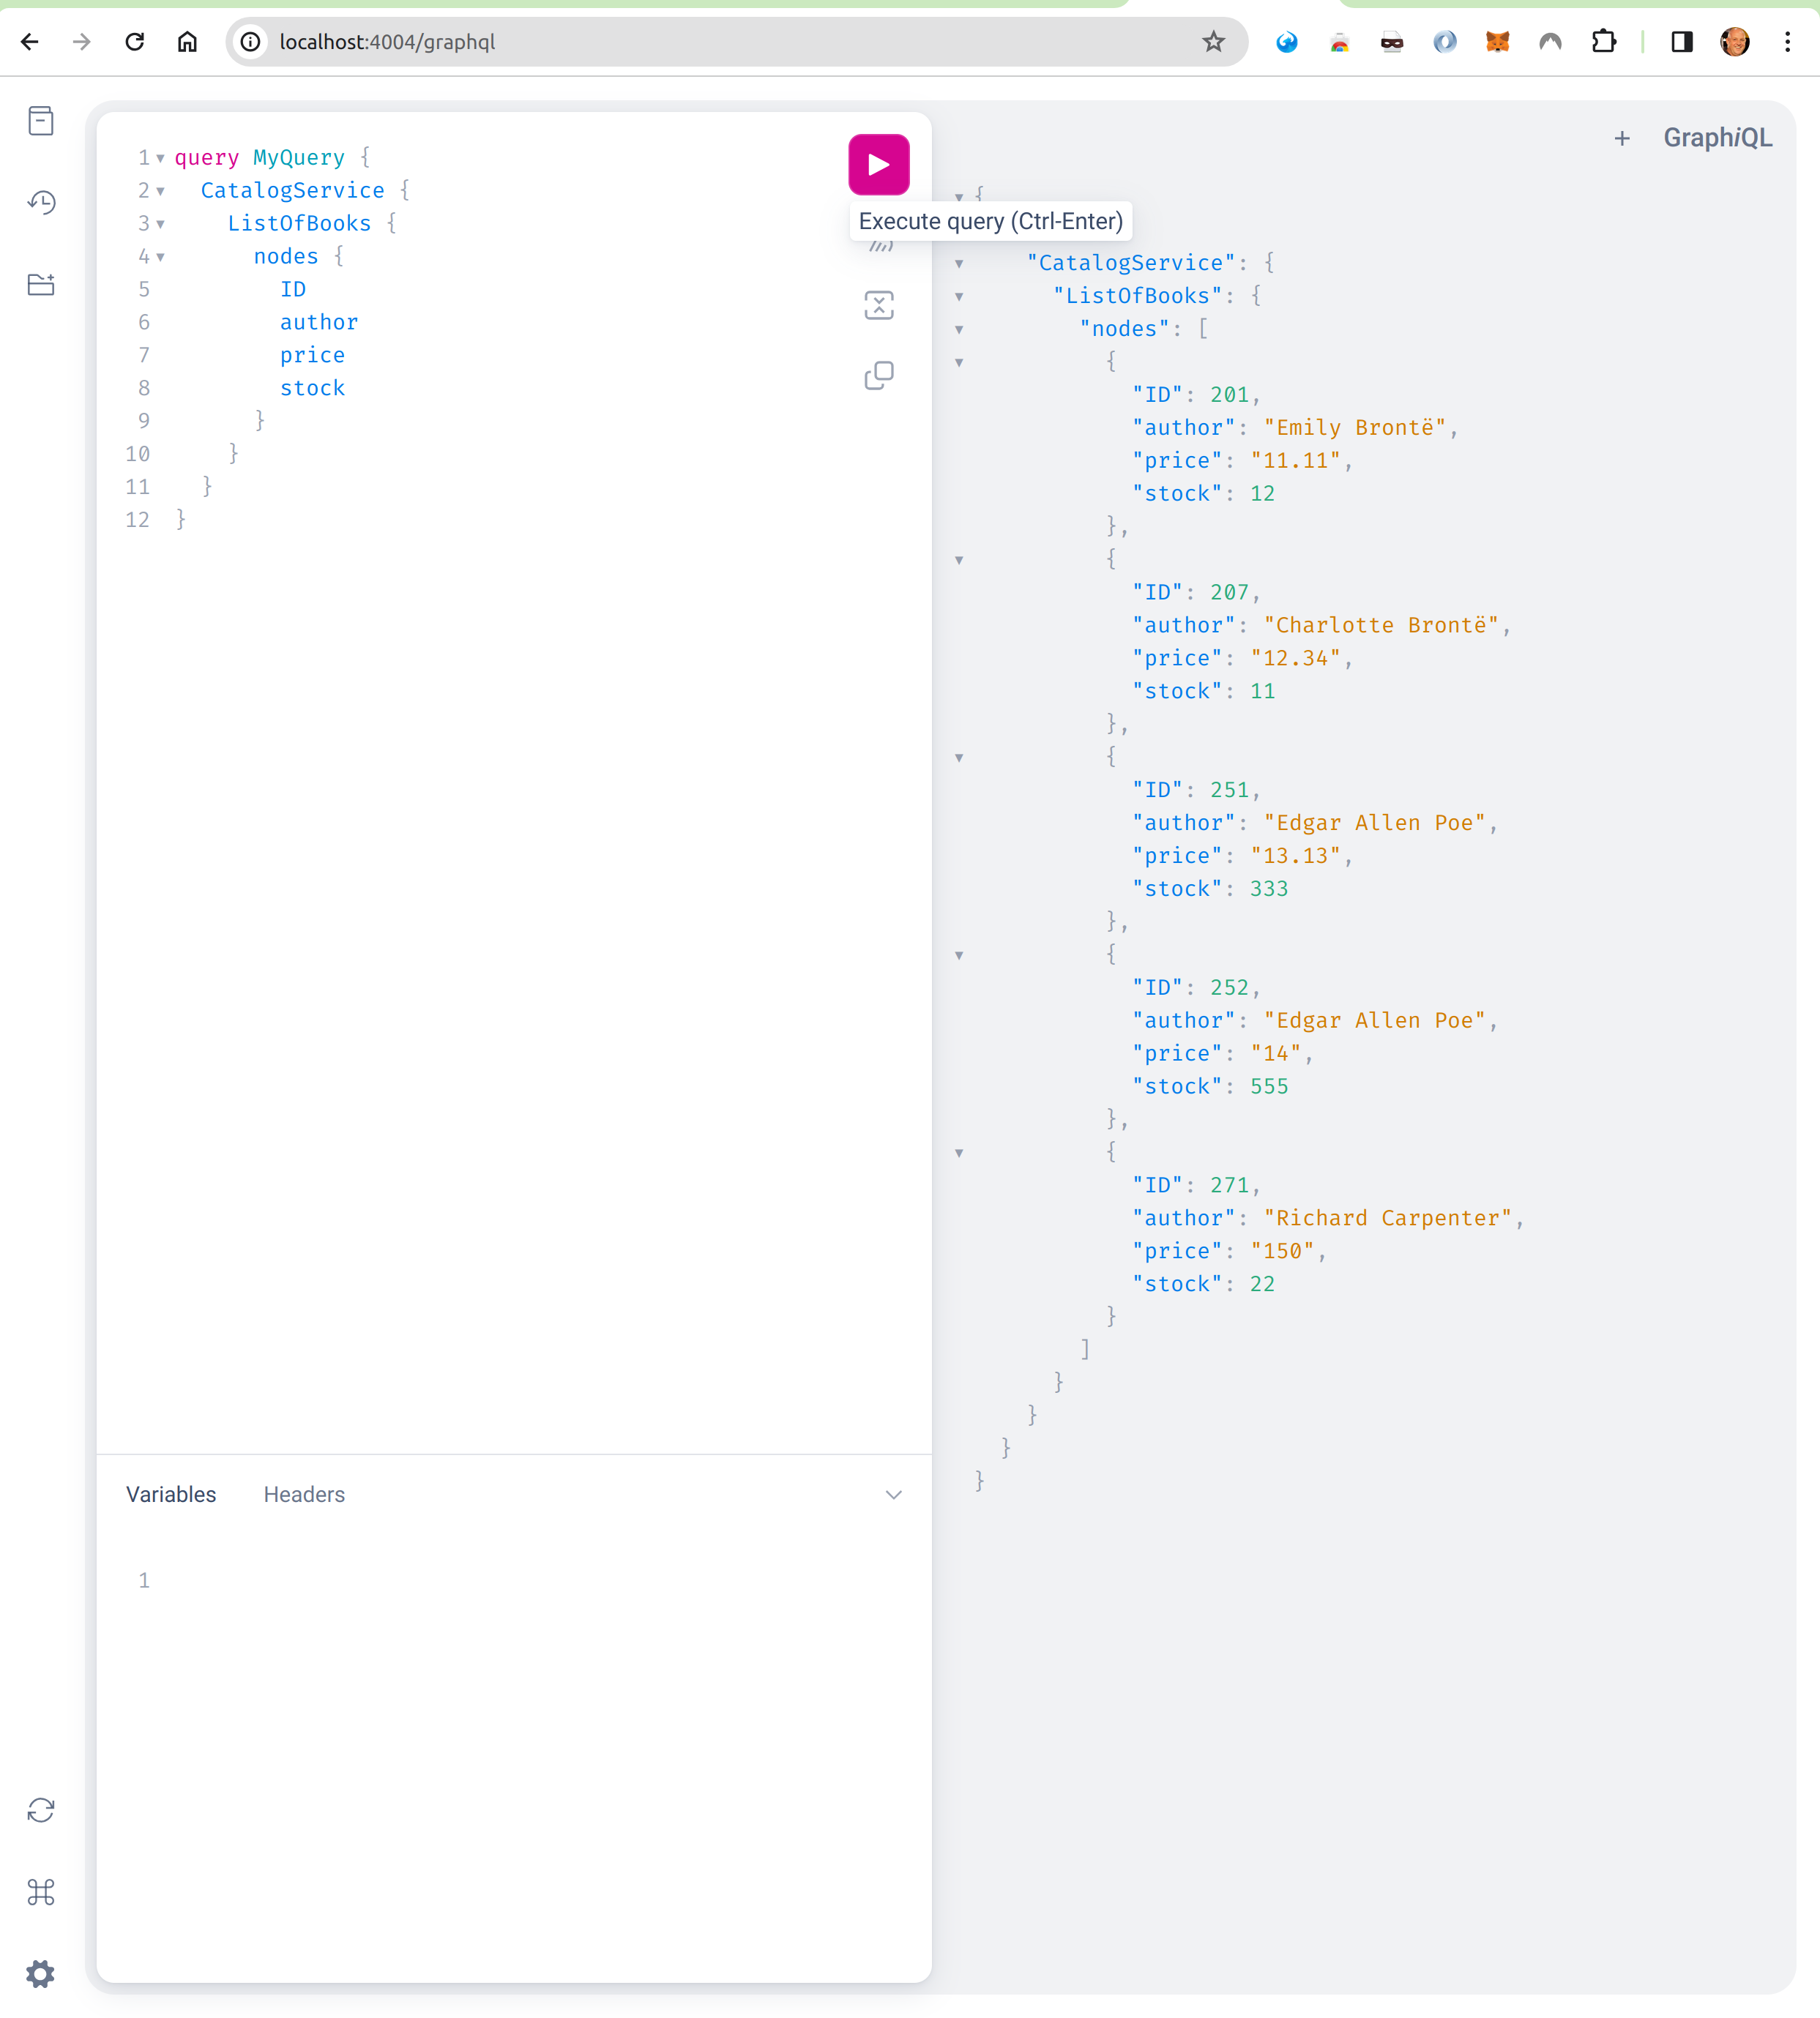 localhost:4004/graphql
1 query MyQuery {
2 CatalogService {
3 ListOfBooks {
4 nodes {
5 ID
6 author
7 price
8 stock
9 }
10 }
11 }
12 }
Execute query (Ctrl-Enter)
Variables Headers
1
+ GraphiQL
{
"CatalogService": {
"ListOfBooks": {
"nodes": [
{
"ID": 201,
"author": "Emily Brontë",
"price": "11.11",
"stock": 12
},
{
"ID": 207,
"author": "Charlotte Brontë",
"price": "12.34",
"stock": 11
},
{
"ID": 251,
"author": "Edgar Allen Poe",
"price": "13.13",
"stock": 333
},
{
"ID": 252,
"author": "Edgar Allen Poe",
"price": "14",
"stock": 555
},
{
"ID": 271,
"author": "Richard Carpenter",
"price": "150",
"stock": 22
}
]
}
}
}
}